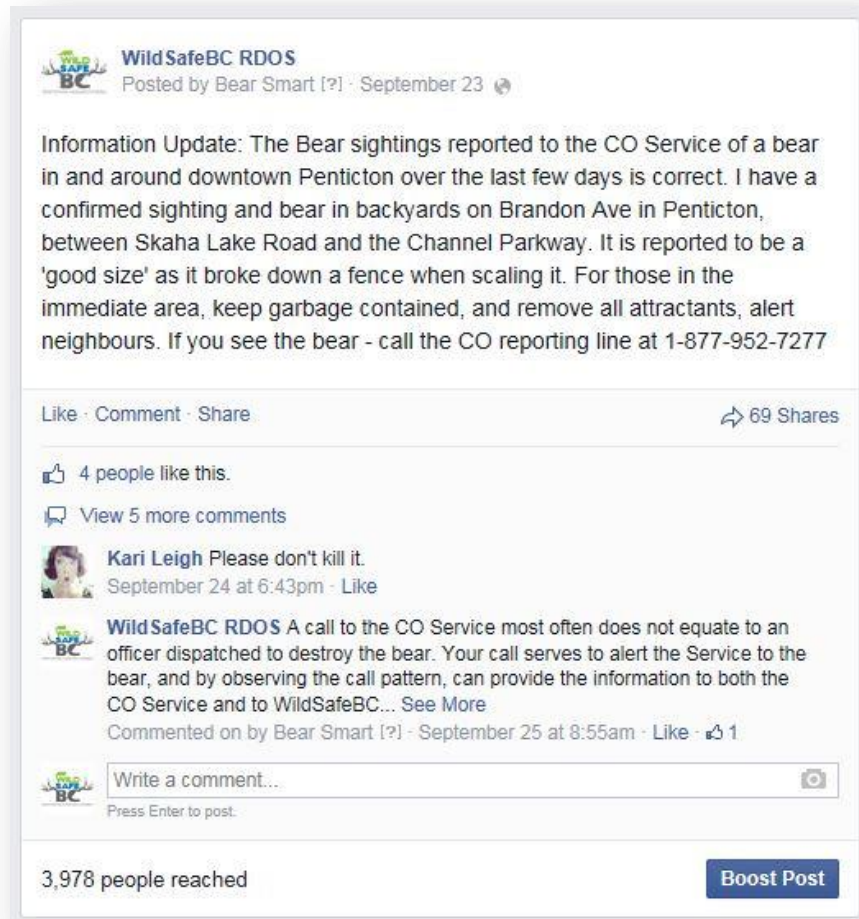 WILD
SAFE
BC
WildSafeBC RDOS
Posted by Bear Smart [?] · September 23
Information Update: The Bear sightings reported to the CO Service of a bear
in and around downtown Penticton over the last few days is correct. I have a
confirmed sighting and bear in backyards on Brandon Ave in Penticton,
between Skaha Lake Road and the Channel Parkway. It is reported to be a
'good size' as it broke down a fence when scaling it. For those in the
immediate area, keep garbage contained, and remove all attractants, alert
neighbours. If you see the bear - call the CO reporting line at 1-877-952-7277
Like · Comment · Share
69 Shares
4 people like this.
View 5 more comments
Kari Leigh Please don't kill it.
September 24 at 6:43pm · Like
WILD
SAFE
BC
WildSafeBC RDOS A call to the CO Service most often does not equate to an
officer dispatched to destroy the bear. Your call serves to alert the Service to the
bear, and by observing the call pattern, can provide the information to both the
CO Service and to WildSafeBC... See More
Commented on by Bear Smart [?] · September 25 at 8:55am · Like · 1
WILD
SAFE
BC
Write a comment...
Press Enter to post.
3,978 people reached
Boost Post